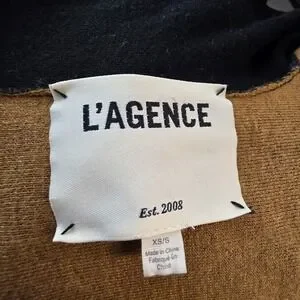 L'AGENCE
Est. 2008
XS/S
Made in China
Fabriqué en
Chine